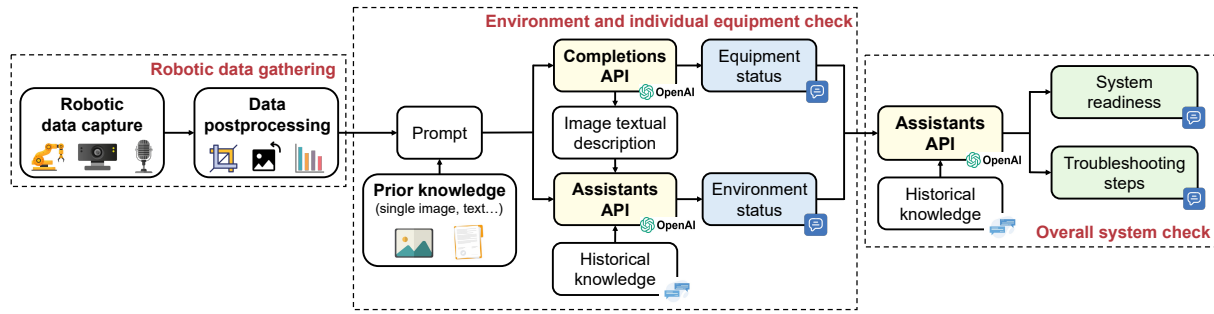 Robotic data gathering
Robotic
data capture
Data
postprocessing
Environment and individual equipment check
Prompt
Prior knowledge
(single image, text…)
Completions
API
OpenAI
Image textual
description
Assistants
API
OpenAI
Historical
knowledge
Equipment
status
Environment
status
Assistants
API
OpenAI
Historical
knowledge
System
readiness
Troubleshooting
steps
Overall system check